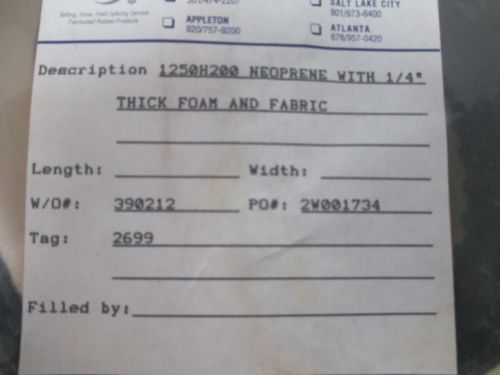 Belting, Hose, Field Splicing Service
Fabricated Rubber Products
®
APPLETON
920/757-9200
SALT LAKE CITY
801/973-6400
ATLANTA
678/957-0420
Description 1250H200 NEOPRENE WITH 1/4"
THICK FOAM AND FABRIC
Length: Width:
W/O#: 390212 PO#: 2W001734
Tag: 2699
Filled by: